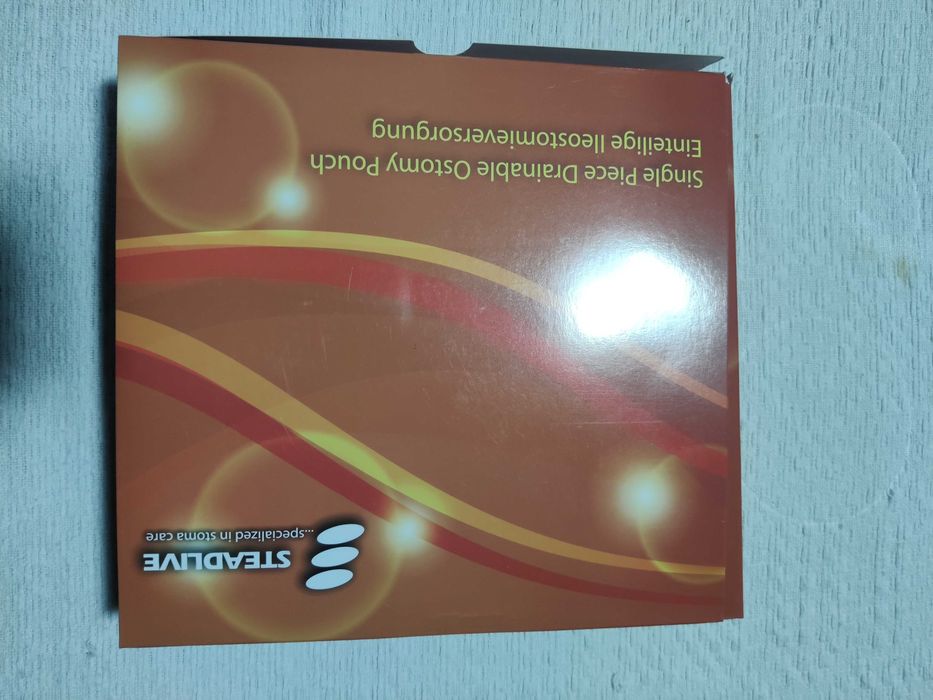 STEADLIVE
...specialized in stoma care
Single Piece Drainable Ostomy Pouch
Einteilige Ileostomieversorgung